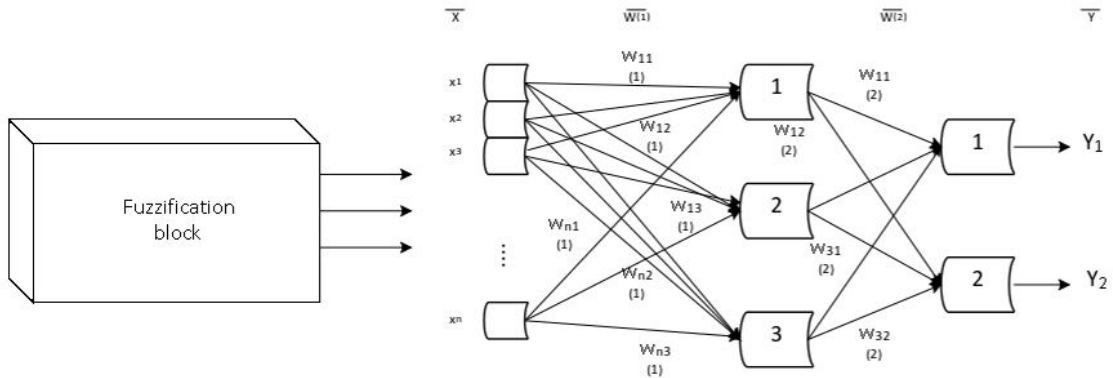 X W(1) W(2) Y
Fuzzification
block
x1
x2
x3
⋮
xn
W11
(1)
W12
(1)
W13
(1)
Wn1
(1)
Wn2
(1)
Wn3
(1)
1
2
3
W11
(2)
W12
(2)
W31
(2)
W32
(2)
1
2
Y1
Y2